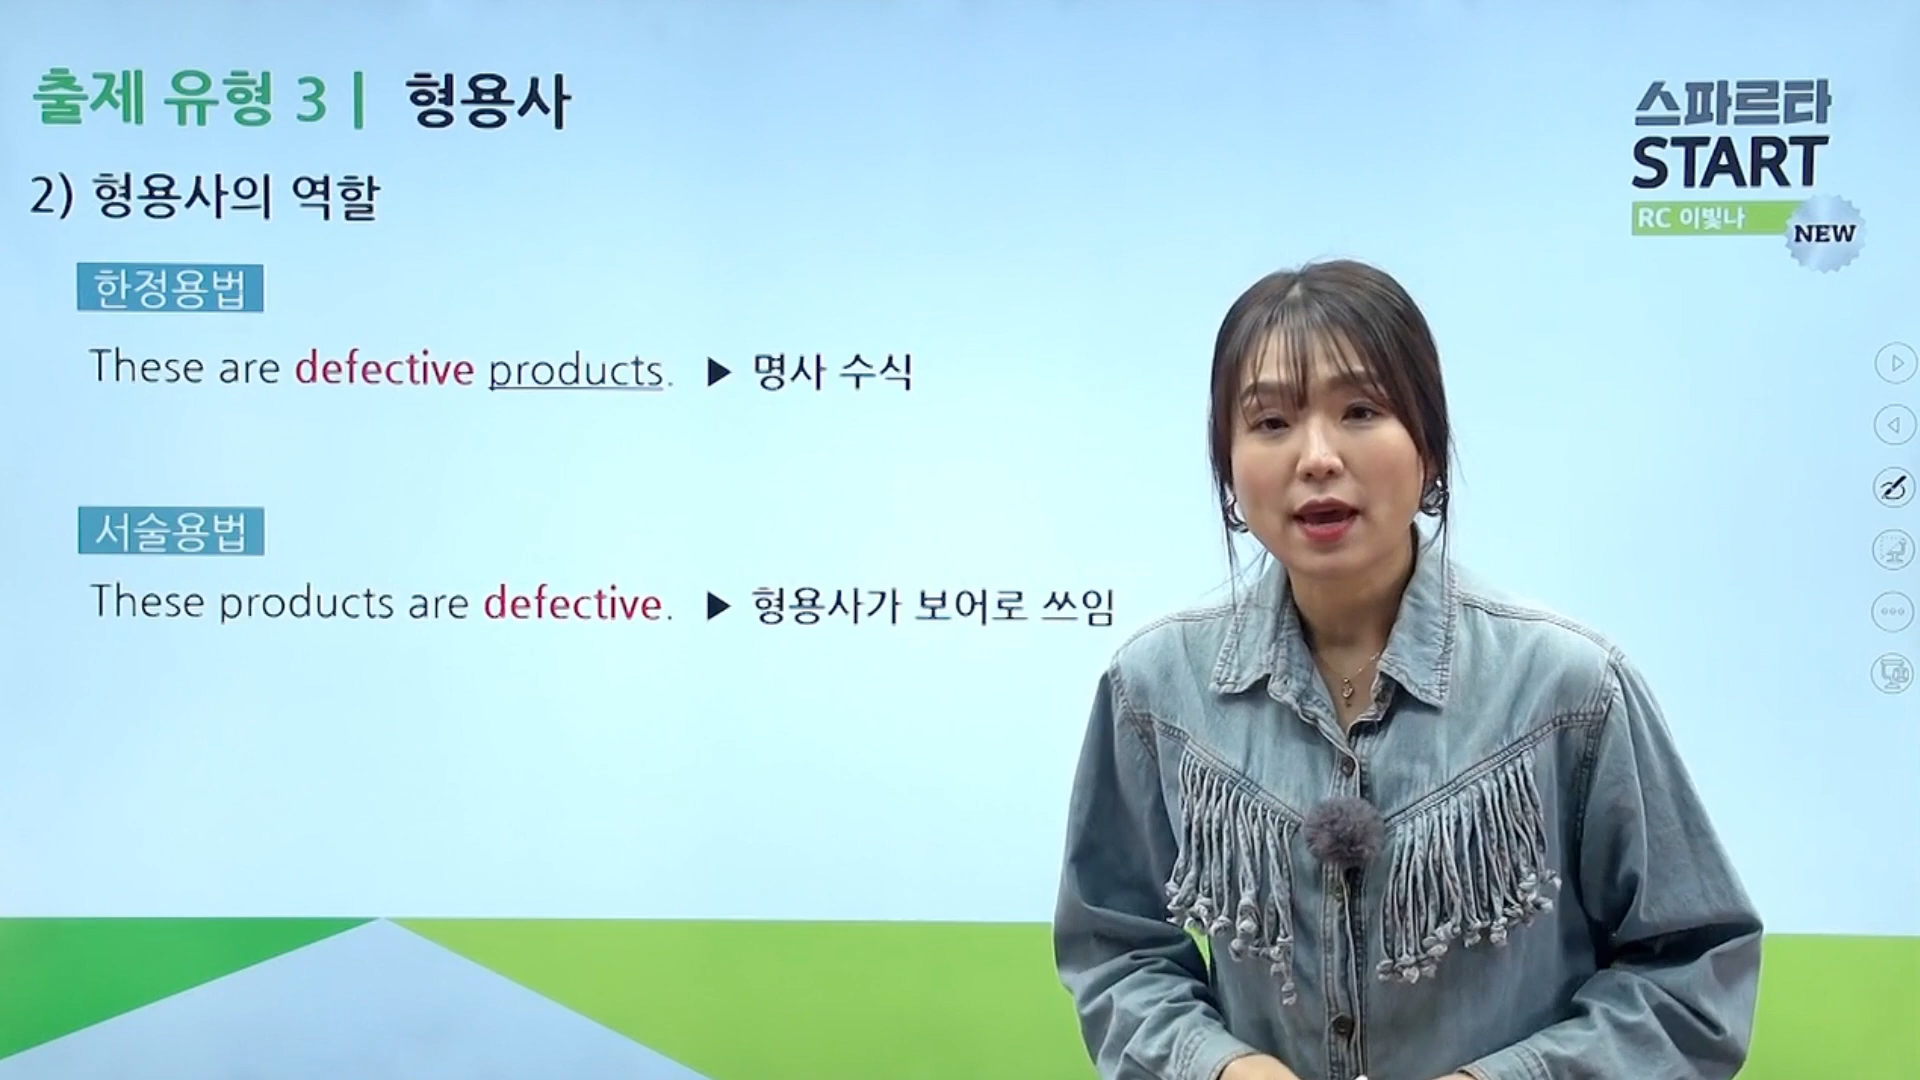 출제 유형 3 | 형용사
2) 형용사의 역할
한정용법
These are defective products. ▶ 명사 수식
서술용법
These products are defective. ▶ 형용사가 보어로 쓰임
스파르타
START
RC 이빛나
NEW